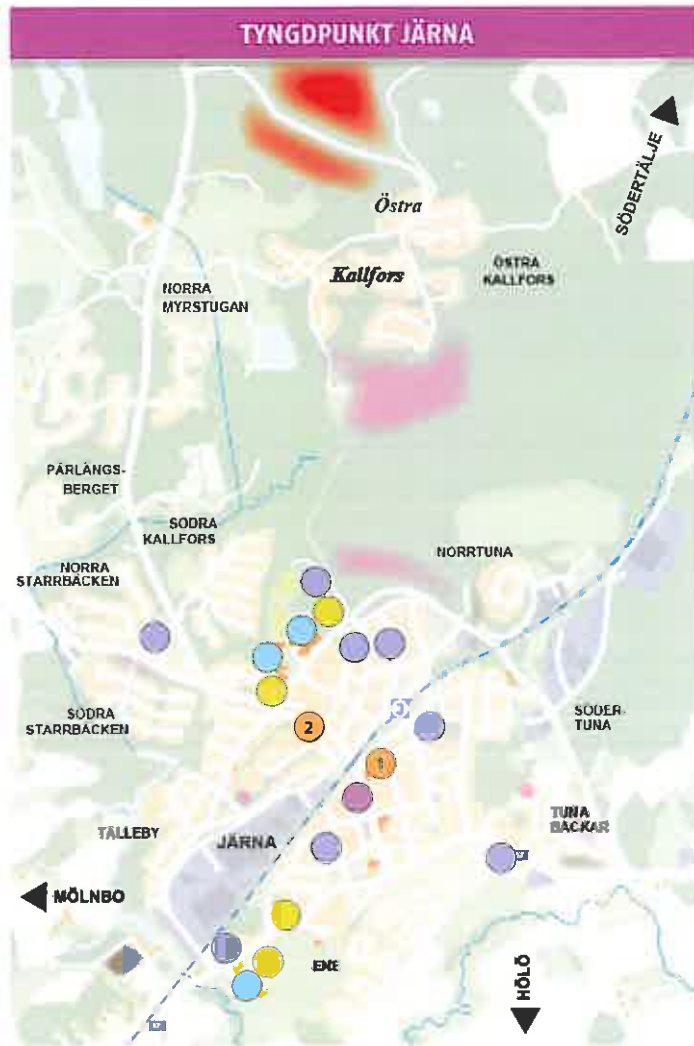 TYNGDPUNKT JÄRNA
SÖDERTÄLJE
Östra
Kallfors
ÖSTRA
KALLFORS
NORRA
MYRSTUGAN
PÄRLÄNGS-
BERGET
SÖDRA
KALLFORS
NORRTUNA
NORRA
STARRBÄCKEN
SÖDRA
STARRBÄCKEN
2
SÖDER-
TUNA
1
TÄLLEBY
JÄRNA
TUNA
BACKAR
MÖLNBO
ENE
HÖLÖ